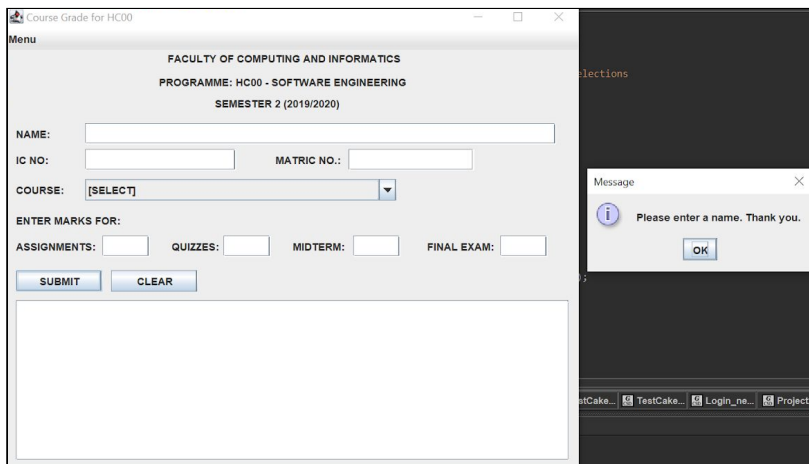 Course Grade for HC00
Menu
FACULTY OF COMPUTING AND INFORMATICS
PROGRAMME: HC00 - SOFTWARE ENGINEERING
SEMESTER 2 (2019/2020)
NAME:
IC NO: MATRIC NO.:
COURSE: [SELECT]
ENTER MARKS FOR:
ASSIGNMENTS: QUIZZES: MIDTERM: FINAL EXAM:
SUBMIT CLEAR
elections
Message
Please enter a name. Thank you.
OK
);
stCake... TestCake... Login_ne... Project